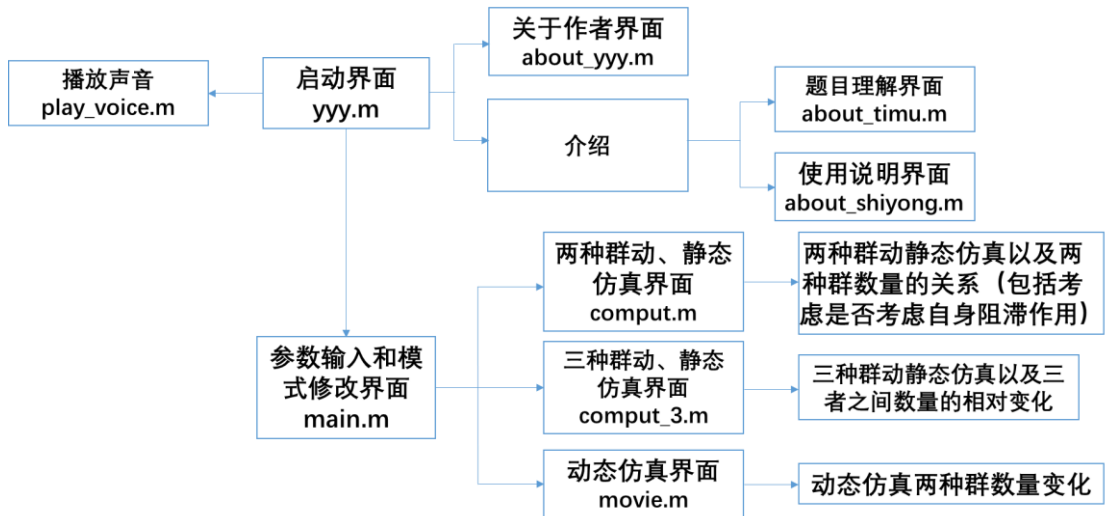 关于作者界面
about_yyy.m
播放声音
play_voice.m
启动界面
yyy.m
介绍
题目理解界面
about_timu.m
使用说明界面
about_shiyong.m
参数输入和模
式修改界面
main.m
两种群动、静态
仿真界面
comput.m
两种群动静态仿真以及两
种群数量的关系（包括考
虑是否考虑自身阻滞作用）
三种群动、静态
仿真界面
comput_3.m
三种群动静态仿真以及三
者之间数量的相对变化
动态仿真界面
movie.m
动态仿真两种群数量变化